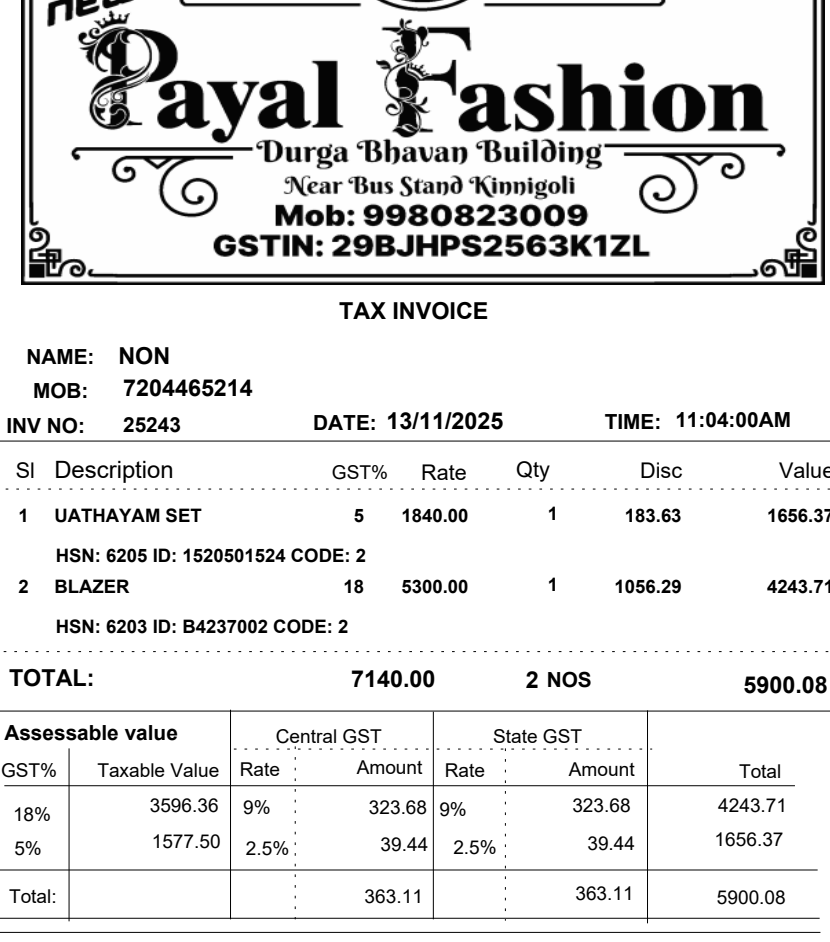 new
Payal Fashion
Durga Bhavan Building
Near Bus Stand Kinnigoli
Mob: 9980823009
GSTIN: 29BJHPS2563K1ZL
TAX INVOICE
NAME: NON
MOB: 7204465214
INV NO: 25243 DATE: 13/11/2025 TIME: 11:04:00AM
Sl Description GST% Rate Qty Disc Value
1 UATHAYAM SET 5 1840.00 1 183.63 1656.37
HSN: 6205 ID: 1520501524 CODE: 2
2 BLAZER 18 5300.00 1 1056.29 4243.71
HSN: 6203 ID: B4237002 CODE: 2
TOTAL: 7140.00 2 NOS 5900.08
Assessable value Central GST State GST
GST% Taxable Value Rate Amount Rate Amount Total
18% 3596.36 9% 323.68 9% 323.68 4243.71
5% 1577.50 2.5% 39.44 2.5% 39.44 1656.37
Total: 363.11 363.11 5900.08